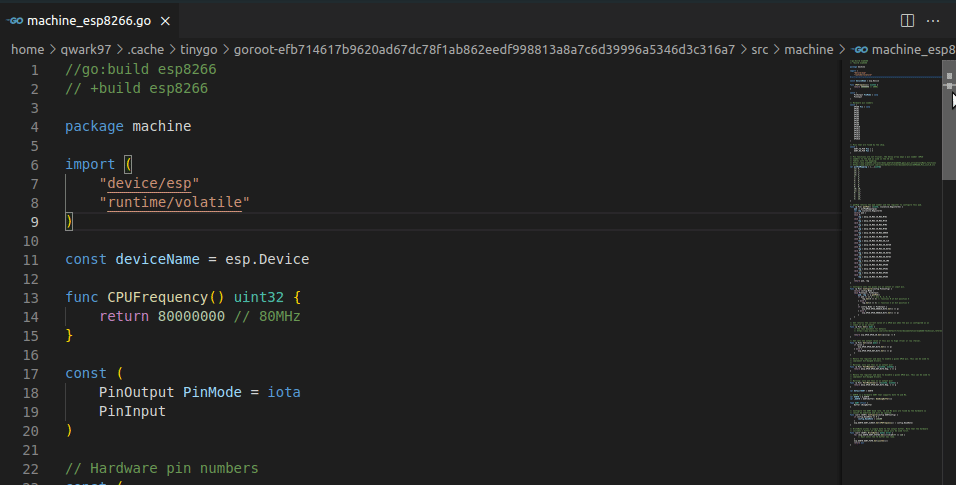 GO machine_esp8266.go ×
home > qwark97 > .cache > tinygo > goroot-efb714617b9620ad67dc78f1ab862eedf998813a8a7c6d39996a5346d3c316a7 > src > machine > GO machine_esp8
1 //go:build esp8266
2 // +build esp8266
3
4 package machine
5
6 import (
7 "device/esp"
8 "runtime/volatile"
9 )
10
11 const deviceName = esp.Device
12
13 func CPUFrequency() uint32 {
14 return 80000000 // 80MHz
15 }
16
17 const (
18 PinOutput PinMode = iota
19 PinInput
20 )
21
22 // Hardware pin numbers
23 const (